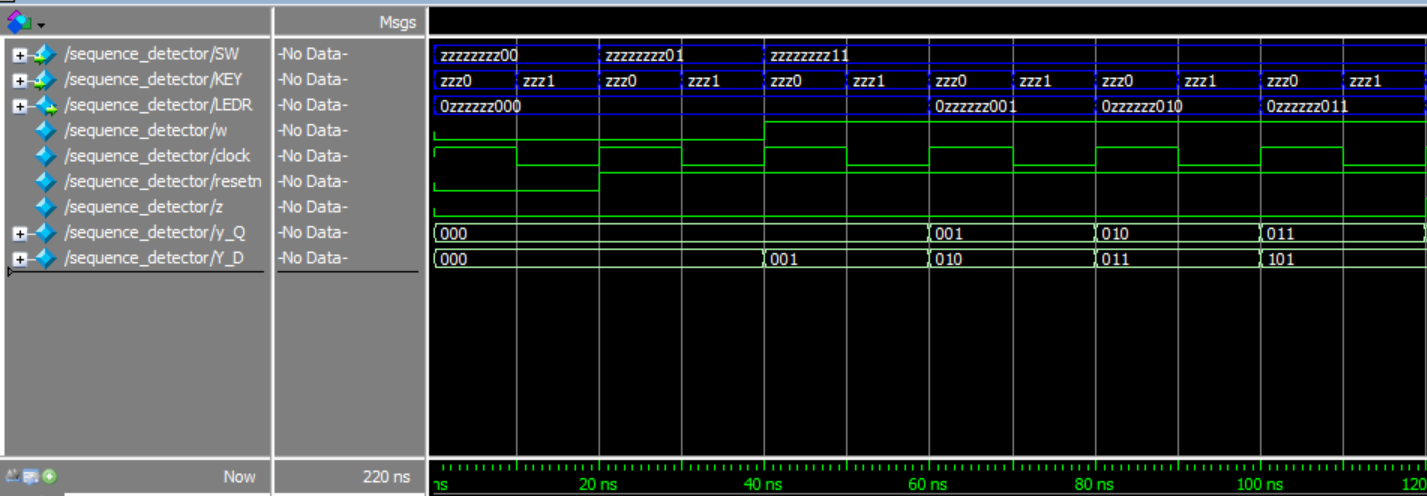 Msgs
/sequence_detector/SW -No Data- zzzzzzzz00 zzzzzzzz01 zzzzzzzz11
/sequence_detector/KEY -No Data- zzz0 zzz1 zzz0 zzz1 zzz0 zzz1 zzz0 zzz1 zzz0 zzz1 zzz0 zzz1
/sequence_detector/LEDR -No Data- 0zzzzzz000 0zzzzzz001 0zzzzzz010 0zzzzzz011
/sequence_detector/w -No Data-
/sequence_detector/clock -No Data-
/sequence_detector/resetn -No Data-
/sequence_detector/z -No Data-
/sequence_detector/y_Q -No Data- 000 001 010 011
/sequence_detector/Y_D -No Data- 000 001 010 011 101
Now 220 ns
ns 20 ns 40 ns 60 ns 80 ns 100 ns 120